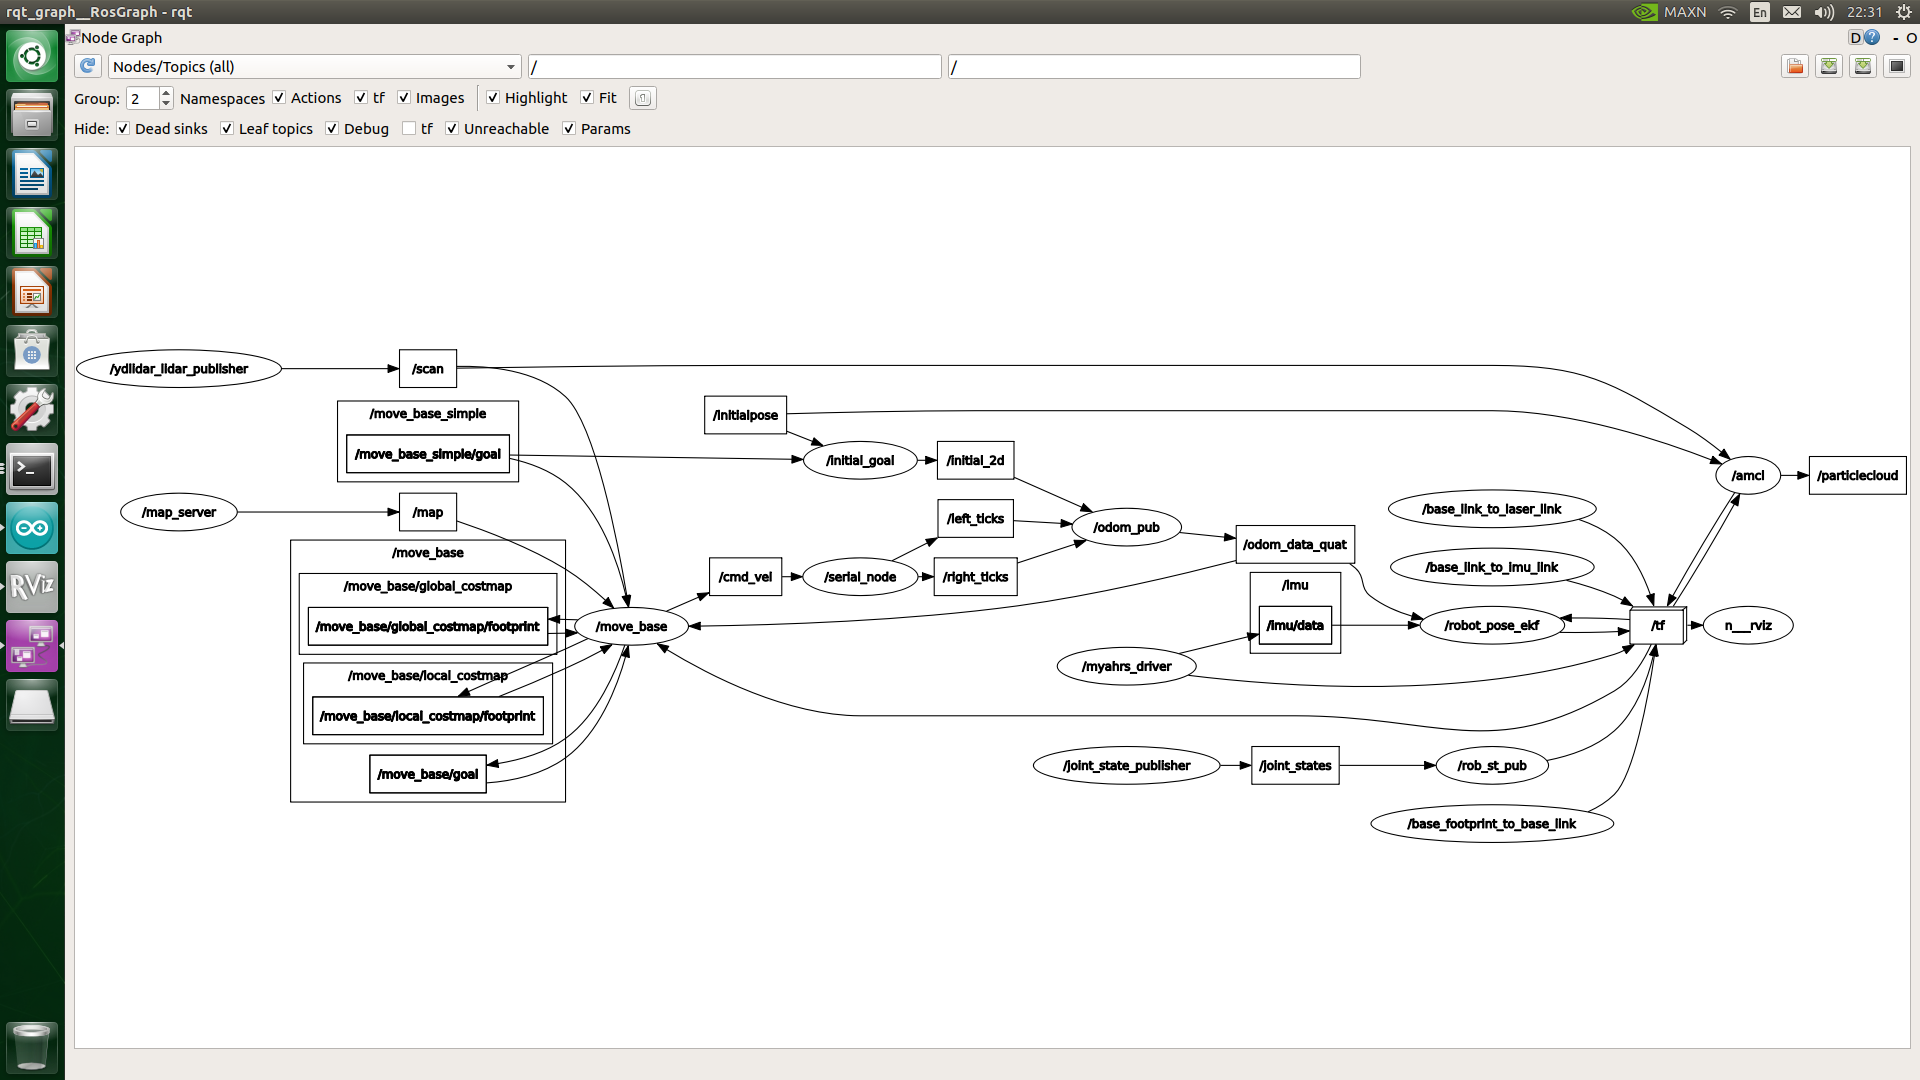 rqt_graph__RosGraph - rqt
MAXN
En
22:31
Node Graph
D
?
- O
Nodes/Topics (all)
/
/
Group: 2 Namespaces Actions tf Images Highlight Fit
Hide: Dead sinks Leaf topics Debug tf Unreachable Params
/ydlidar_lidar_publisher
/scan
/move_base_simple
/move_base_simple/goal
/map_server
/map
/move_base
/move_base/global_costmap
/move_base/global_costmap/footprint
/move_base/local_costmap
/move_base/local_costmap/footprint
/move_base/goal
/move_base
/initialpose
/initial_goal
/initial_2d
/cmd_vel
/serial_node
/left_ticks
/right_ticks
/odom_pub
/odom_data_quat
/imu
/imu/data
/myahrs_driver
/joint_state_publisher
/joint_states
/rob_st_pub
/base_footprint_to_base_link
/base_link_to_laser_link
/base_link_to_imu_link
/robot_pose_ekf
/tf
n__rviz
/amcl
/particlecloud
RViz